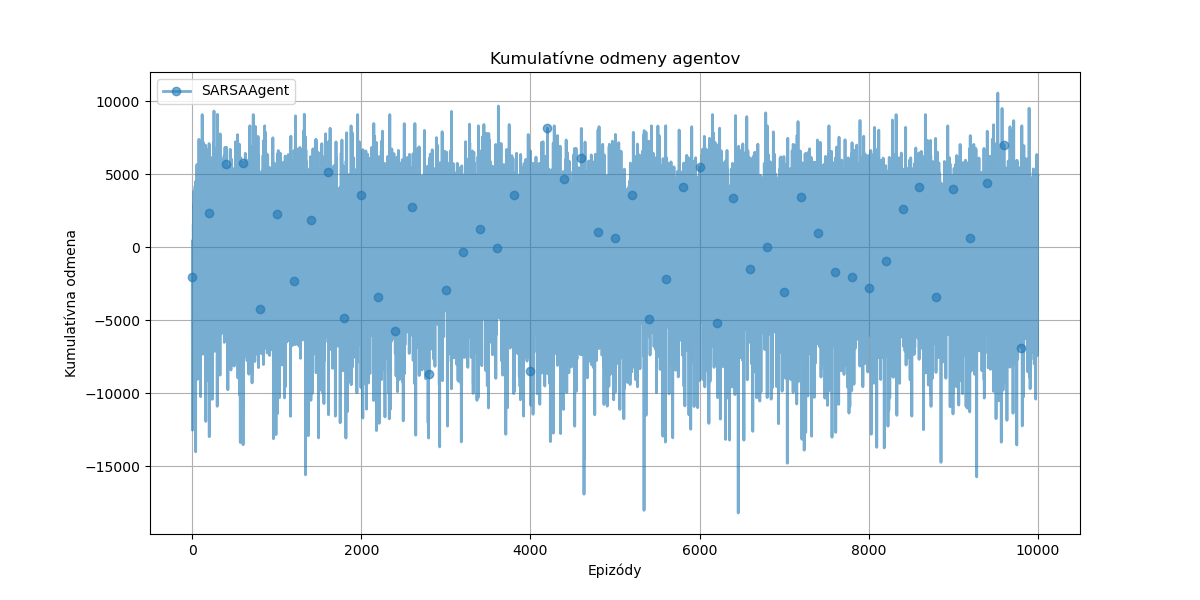 Kumulatívne odmeny agentov
SARSAAgent
Kumulatívna odmena
10000
5000
0
−5000
−10000
−15000
0 2000 4000 6000 8000 10000
Epizódy